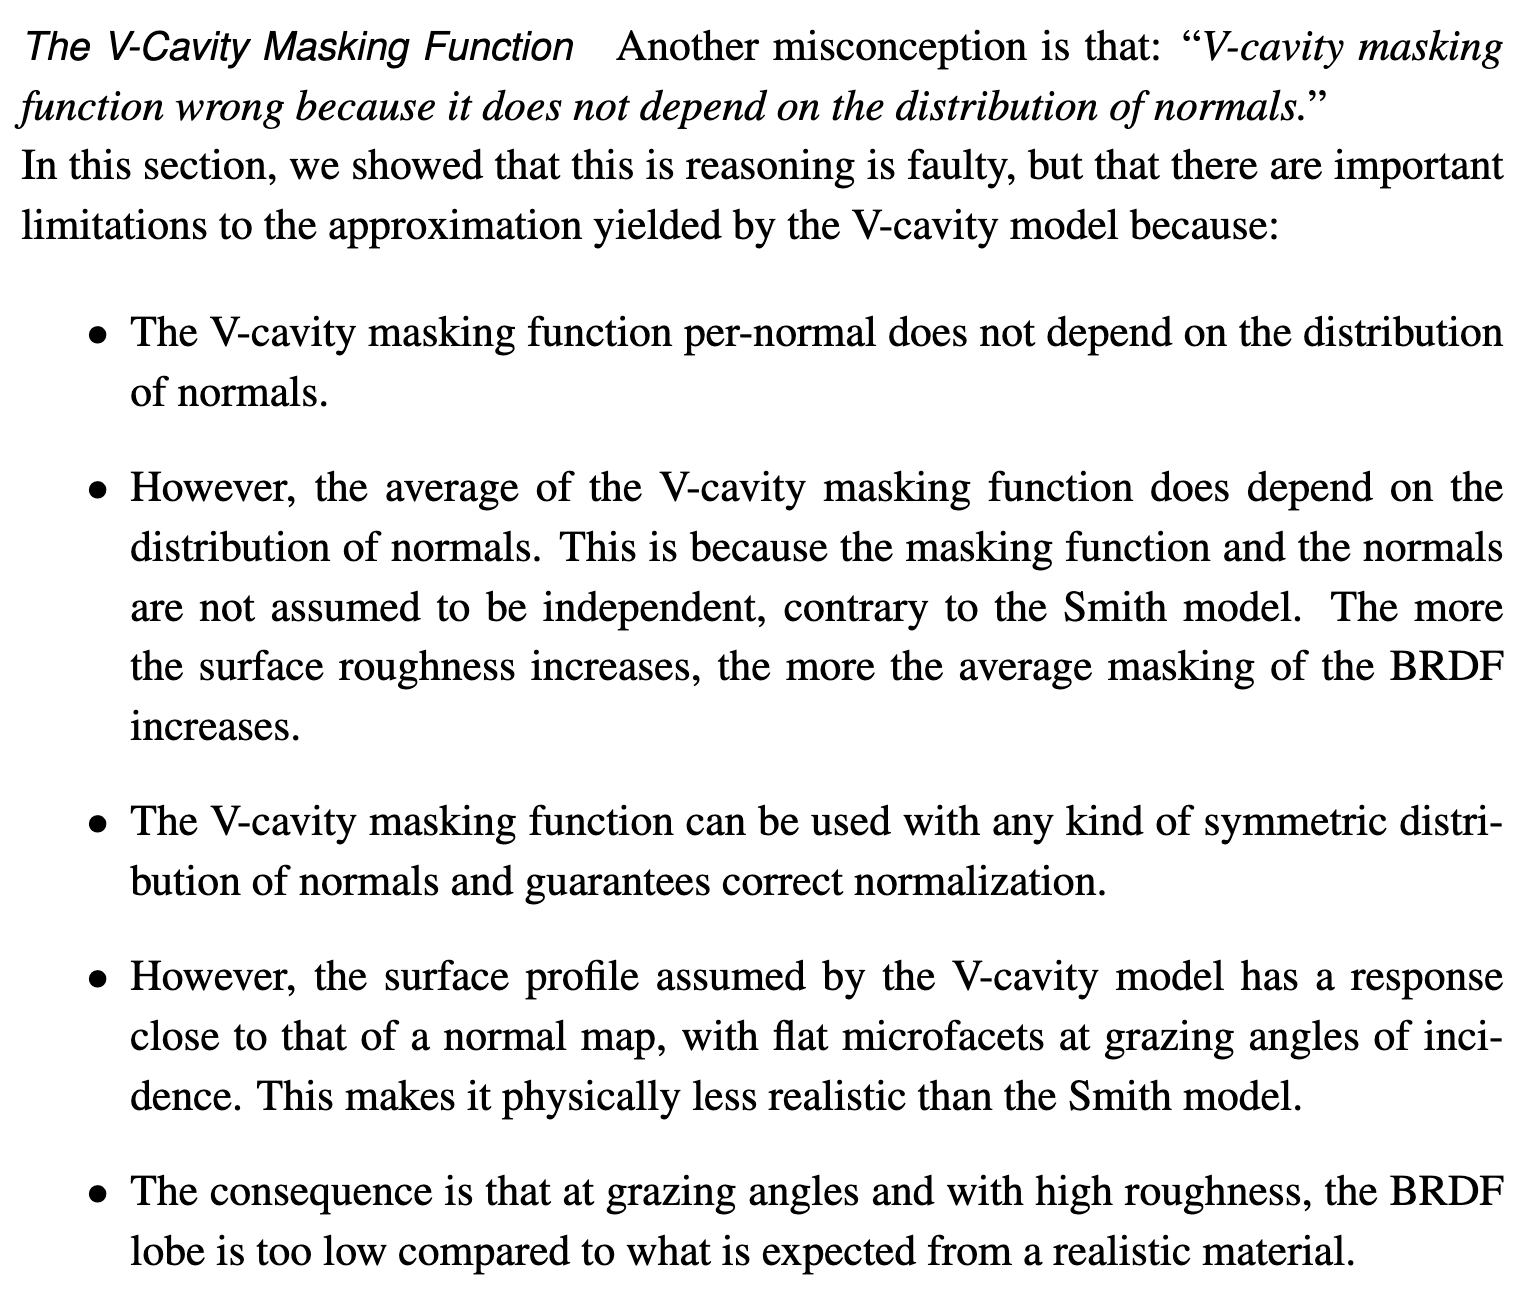 The V-Cavity Masking Function Another misconception is that: “V-cavity masking
function wrong because it does not depend on the distribution of normals.”
In this section, we showed that this is reasoning is faulty, but that there are important
limitations to the approximation yielded by the V-cavity model because:
• The V-cavity masking function per-normal does not depend on the distribution
of normals.
• However, the average of the V-cavity masking function does depend on the
distribution of normals. This is because the masking function and the normals
are not assumed to be independent, contrary to the Smith model. The more
the surface roughness increases, the more the average masking of the BRDF
increases.
• The V-cavity masking function can be used with any kind of symmetric distri-
bution of normals and guarantees correct normalization.
• However, the surface profile assumed by the V-cavity model has a response
close to that of a normal map, with flat microfacets at grazing angles of inci-
dence. This makes it physically less realistic than the Smith model.
• The consequence is that at grazing angles and with high roughness, the BRDF
lobe is too low compared to what is expected from a realistic material.